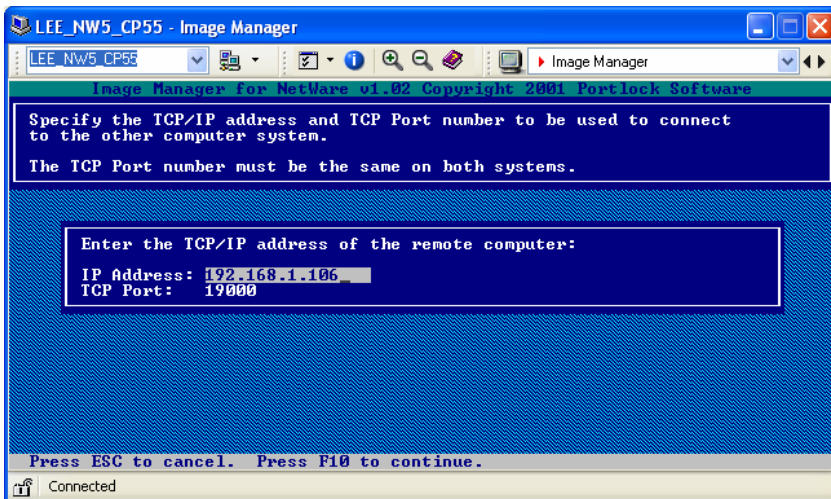 LEE_NW5_CP55 - Image Manager
LEE_NW5_CP55 Image Manager
Image Manager for NetWare v1.02 Copyright 2001 Portlock Software
Specify the TCP/IP address and TCP Port number to be used to connect
to the other computer system.
The TCP Port number must be the same on both systems.
Enter the TCP/IP address of the remote computer:
IP Address: 192.168.1.106_
TCP Port: 19000
Press ESC to cancel. Press F10 to continue.
Connected